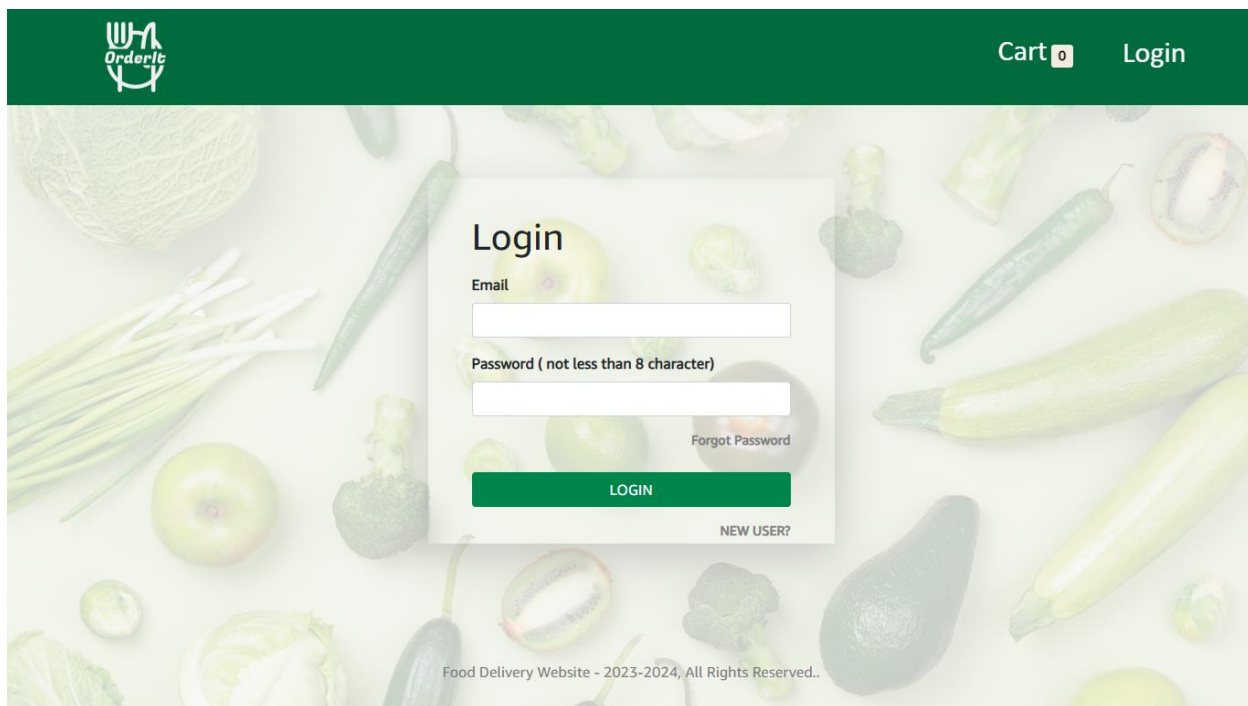 OrderIt
Cart 0
Login
Login
Email
Password ( not less than 8 character)
Forgot Password
LOGIN
NEW USER?
Food Delivery Website - 2023-2024, All Rights Reserved..